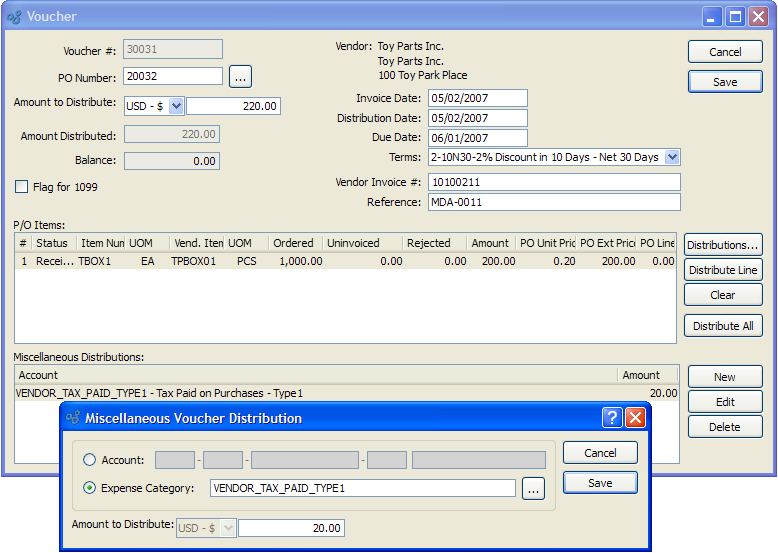 Voucher
Voucher #: 30031
PO Number: 20032 ...
Amount to Distribute: USD - $ 220.00
Amount Distributed: 220.00
Balance: 0.00
Flag for 1099
Vendor: Toy Parts Inc.
Toy Parts Inc.
100 Toy Park Place
Invoice Date: 05/02/2007
Distribution Date: 05/02/2007
Due Date: 06/01/2007
Terms: 2-10N30-2% Discount in 10 Days - Net 30 Days
Vendor Invoice #: 10100211
Reference: MDA-0011
Cancel
Save
P/O Items:
# Status Item Num UOM Vend. Item UOM Ordered Uninvoiced Rejected Amount PO Unit Pric PO Ext Price PO Line
1 Recei... TBOX1 EA TPBOX01 PCS 1,000.00 0.00 0.00 200.00 0.20 200.00 0.00
Distributions...
Distribute Line
Clear
Distribute All
Miscellaneous Distributions:
Account Amount
VENDOR_TAX_PAID_TYPE1 - Tax Paid on Purchases - Type1 20.00
New
Edit
Delete
Miscellaneous Voucher Distribution ?
Account: - - - -
Expense Category: VENDOR_TAX_PAID_TYPE1 ...
Amount to Distribute: USD - $ 20.00
Cancel
Save